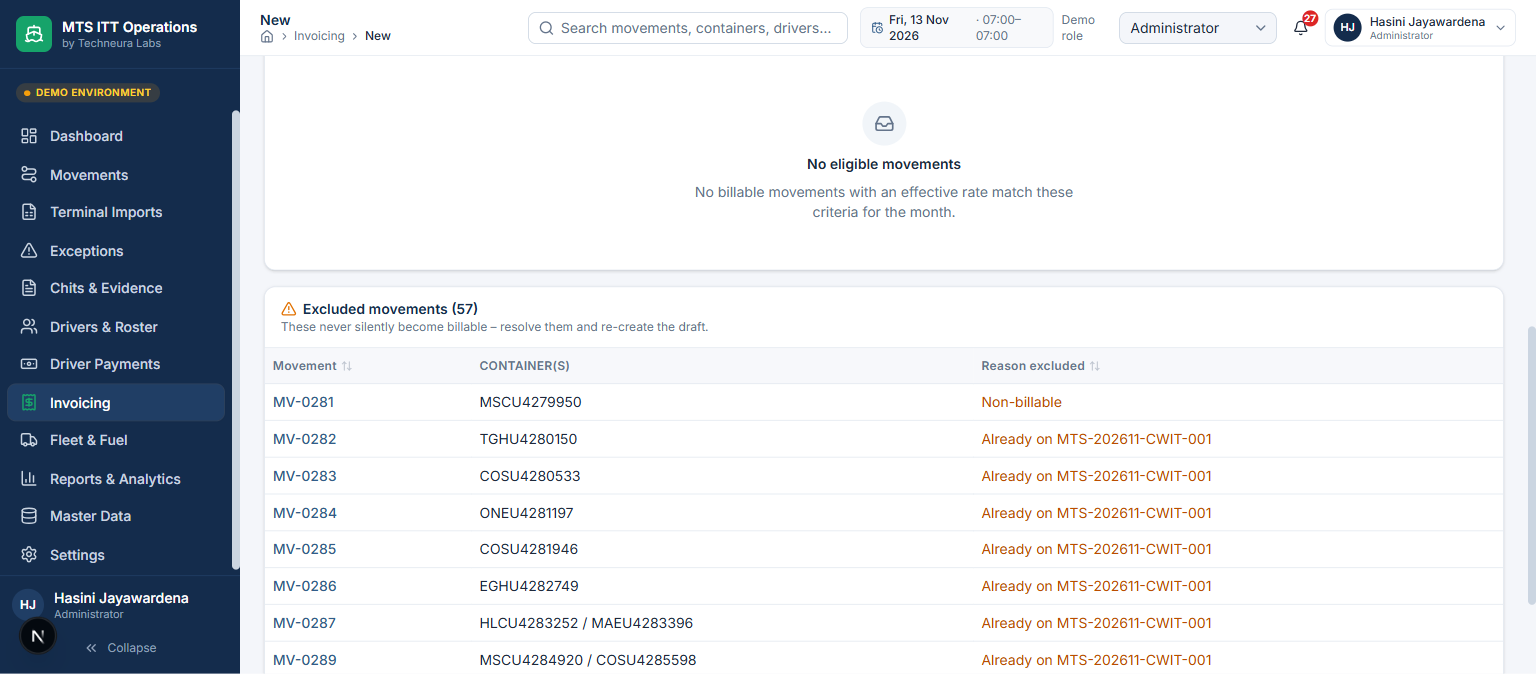 MTS ITT Operations
by Techneura Labs
DEMO ENVIRONMENT
Dashboard
Movements
Terminal Imports
Exceptions
Chits & Evidence
Drivers & Roster
Driver Payments
Invoicing
Fleet & Fuel
Reports & Analytics
Master Data
Settings
HJ
Hasini Jayawardena
Administrator
N
Collapse
New
Invoicing
New
Search movements, containers, drivers...
Fri, 13 Nov
2026
· 07:00–
07:00
Demo
role
Administrator
27
HJ
Hasini Jayawardena
Administrator
No eligible movements
No billable movements with an effective rate match these
criteria for the month.
Excluded movements (57)
These never silently become billable – resolve them and re-create the draft.
Movement CONTAINER(S) Reason excluded
MV-0281 MSCU4279950 Non-billable
MV-0282 TGHU4280150 Already on MTS-202611-CWIT-001
MV-0283 COSU4280533 Already on MTS-202611-CWIT-001
MV-0284 ONEU4281197 Already on MTS-202611-CWIT-001
MV-0285 COSU4281946 Already on MTS-202611-CWIT-001
MV-0286 EGHU4282749 Already on MTS-202611-CWIT-001
MV-0287 HLCU4283252 / MAEU4283396 Already on MTS-202611-CWIT-001
MV-0289 MSCU4284920 / COSU4285598 Already on MTS-202611-CWIT-001